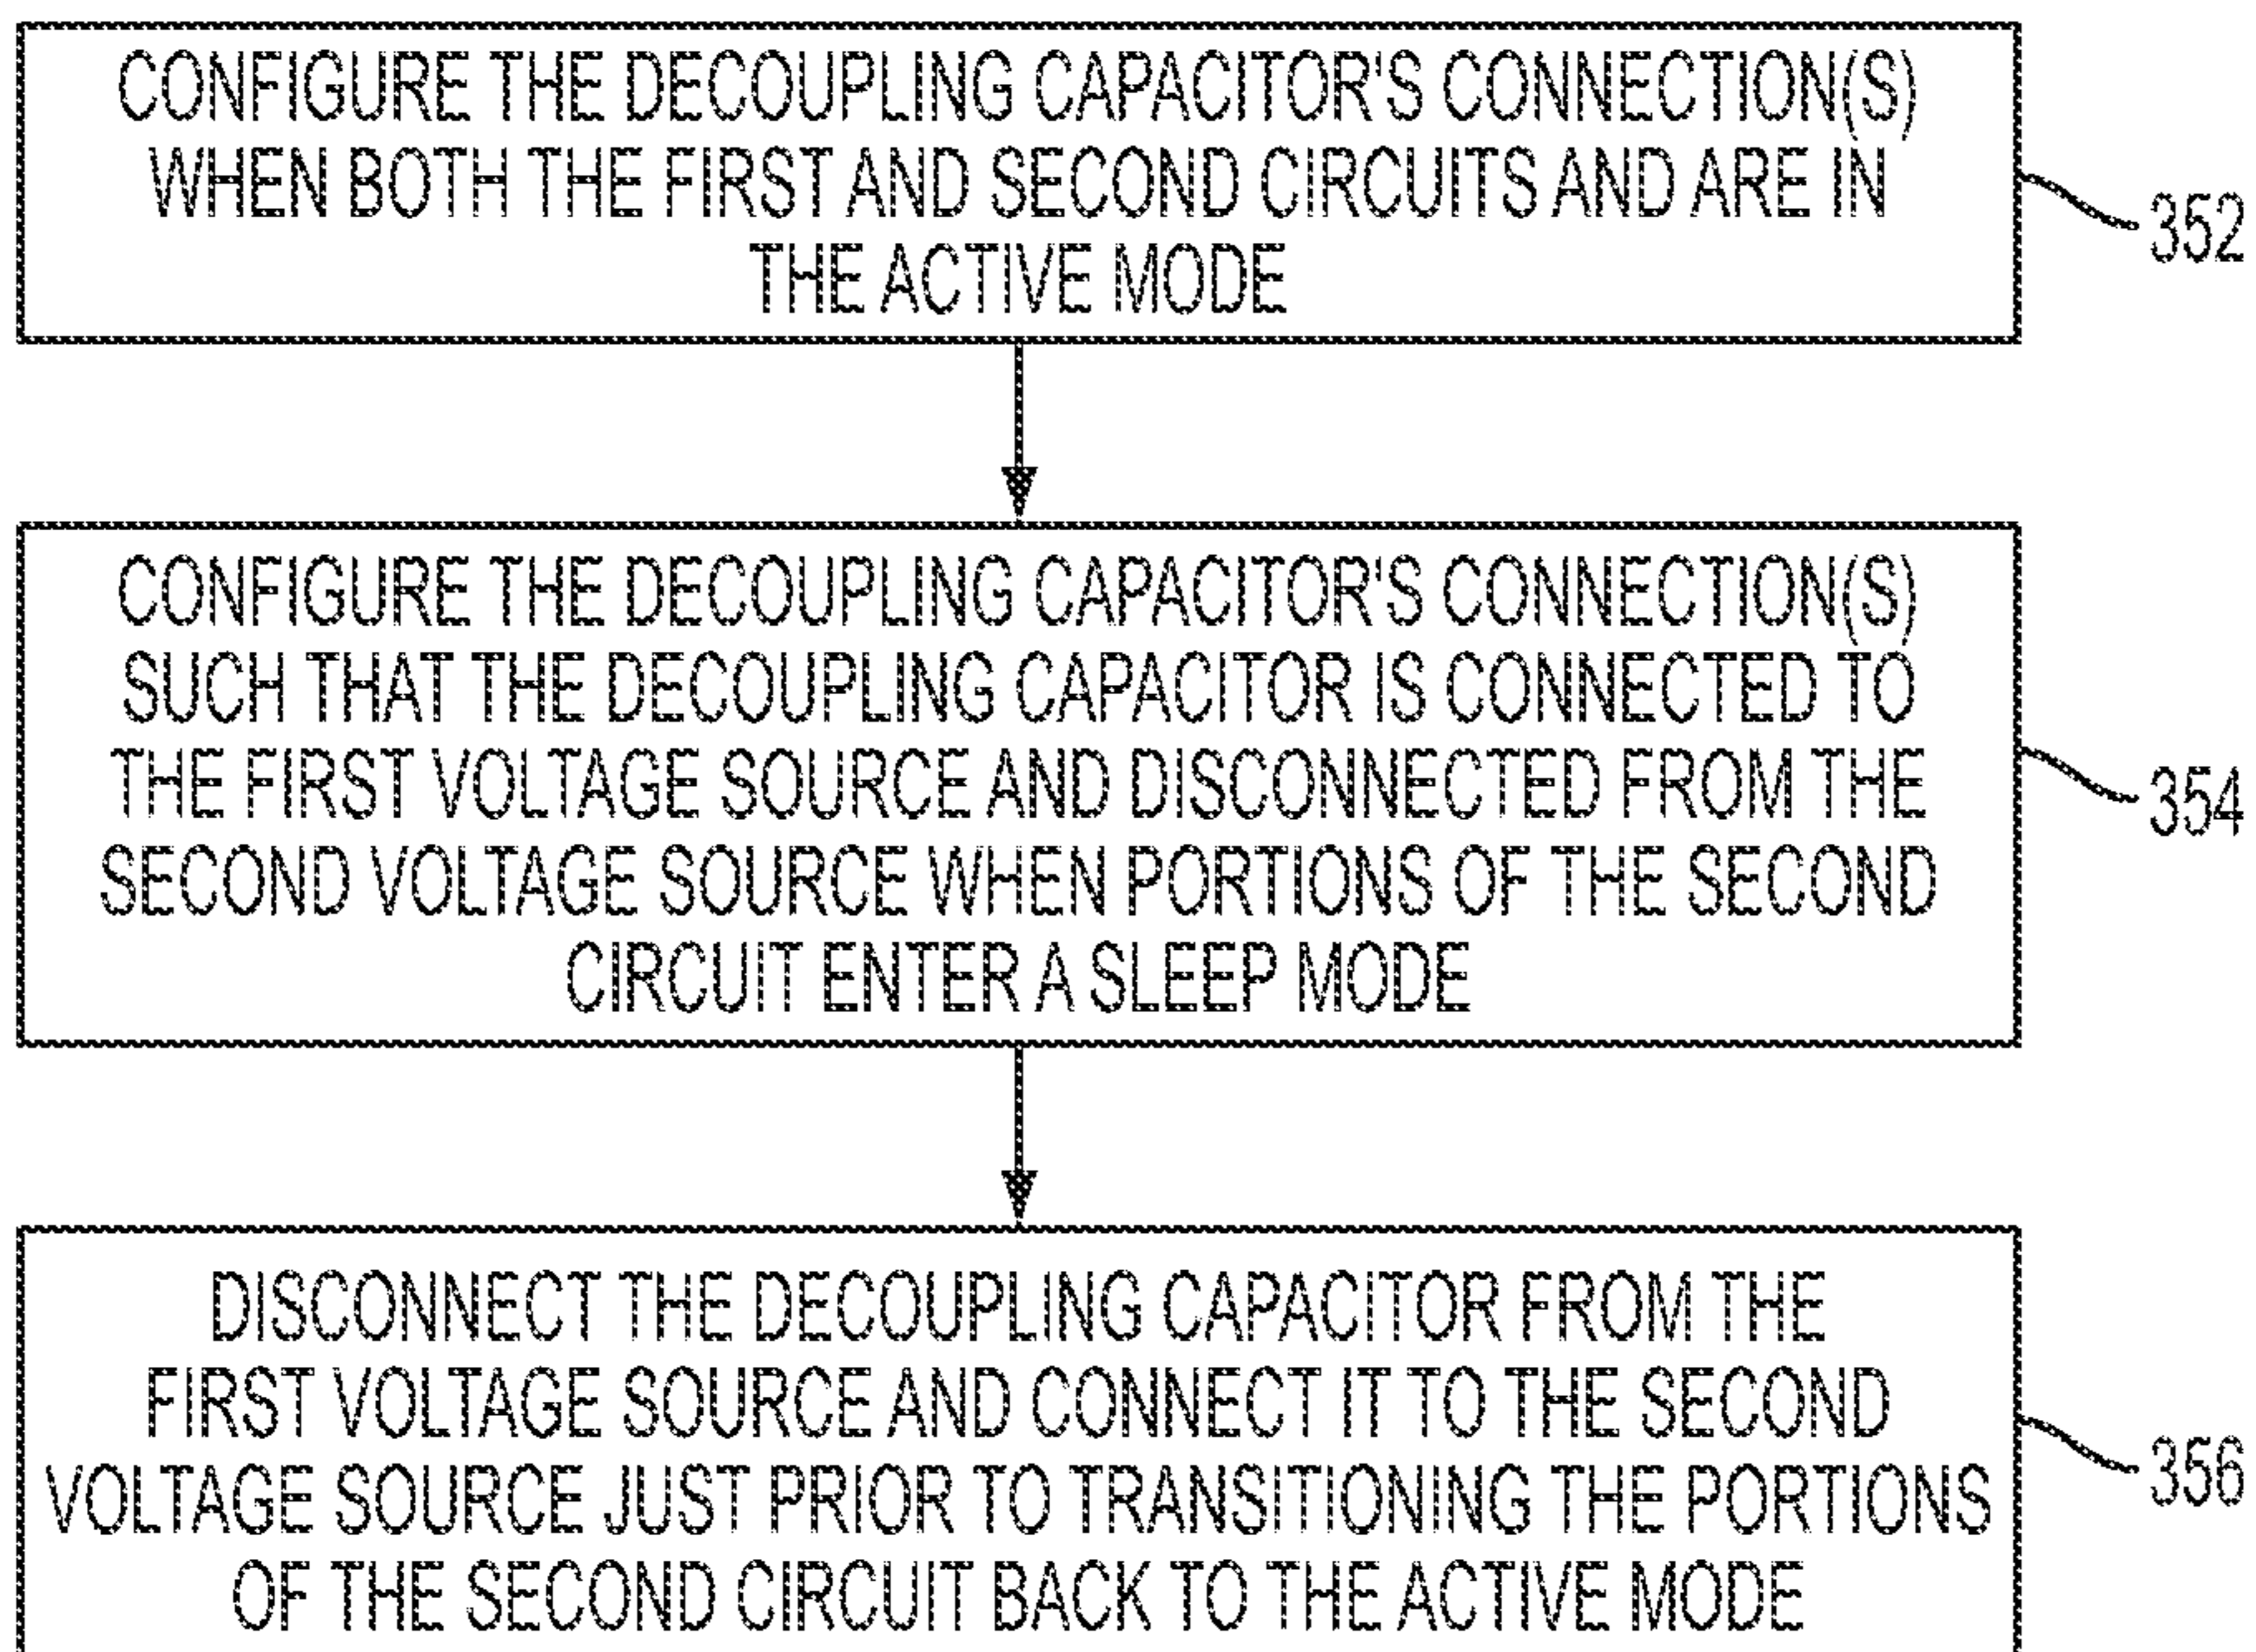 CONFIGURE THE DECOUPLING CAPACITOR'S CONNECTION(S)
WHEN BOTH THE FIRST AND SECOND CIRCUITS AND ARE IN
THE ACTIVE MODE
352
CONFIGURE THE DECOUPLING CAPACITOR'S CONNECTION(S)
SUCH THAT THE DECOUPLING CAPACITOR IS CONNECTED TO
THE FIRST VOLTAGE SOURCE AND DISCONNECTED FROM THE
SECOND VOLTAGE SOURCE WHEN PORTIONS OF THE SECOND
CIRCUIT ENTER A SLEEP MODE
354
DISCONNECT THE DECOUPLING CAPACITOR FROM THE
FIRST VOLTAGE SOURCE AND CONNECT IT TO THE SECOND
VOLTAGE SOURCE JUST PRIOR TO TRANSITIONING THE PORTIONS
OF THE SECOND CIRCUIT BACK TO THE ACTIVE MODE
356